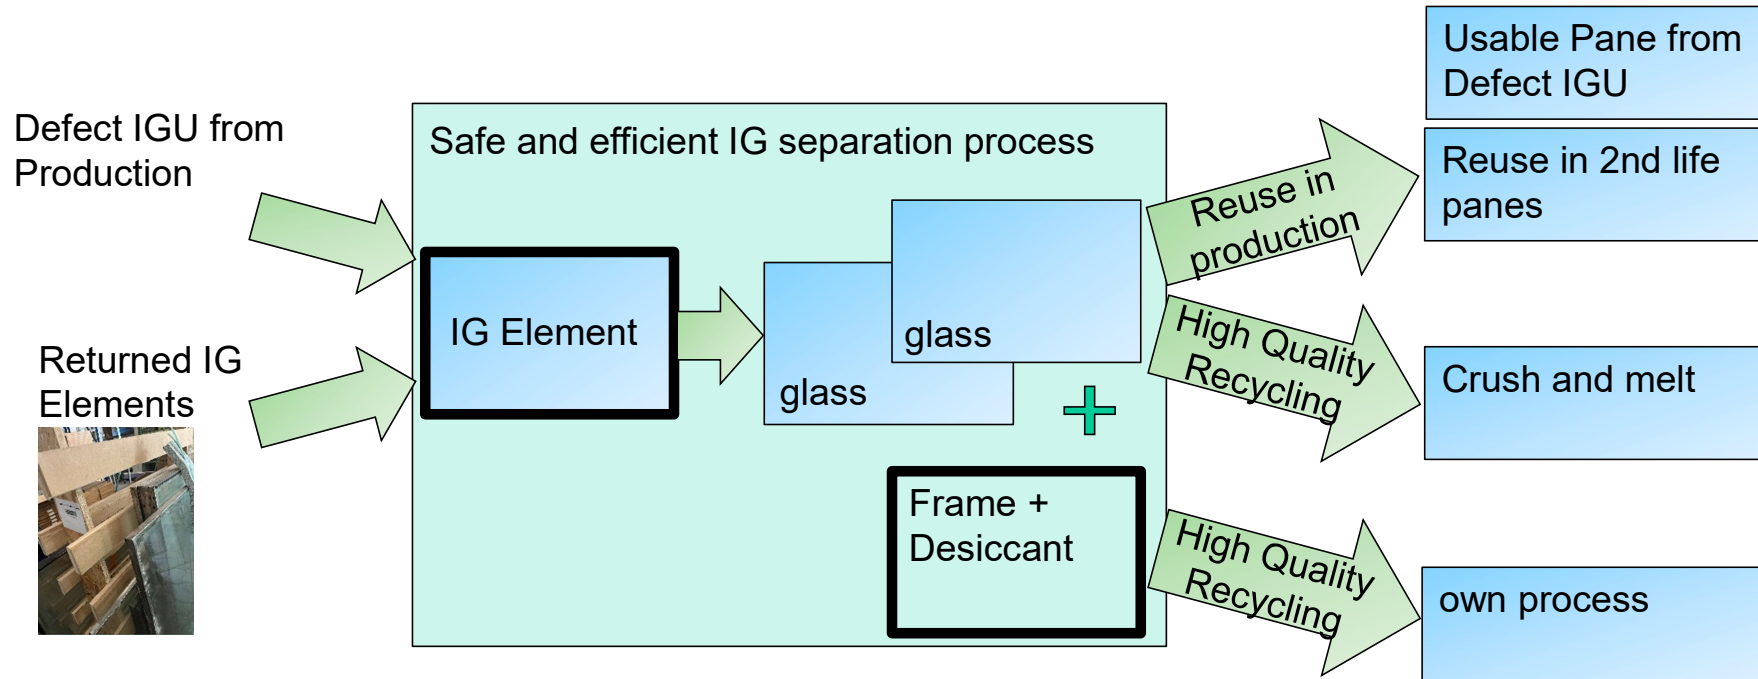 Defect IGU from
Production
Returned IG
Elements
Safe and efficient IG separation process
IG Element
glass
glass
Frame +
Desiccant
Reuse in
production
High Quality
Recycling
High Quality
Recycling
Usable Pane from
Defect IGU
Reuse in 2nd life
panes
Crush and melt
own process